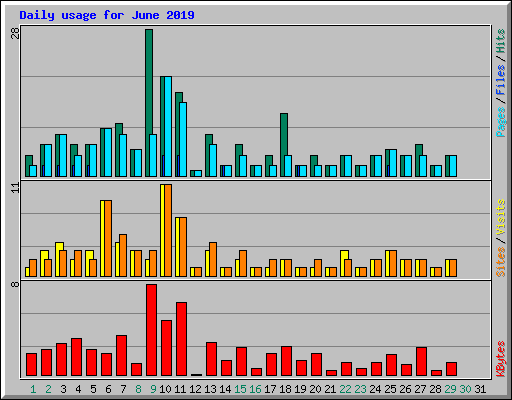 Daily usage for June 2019
28
Pages / Files / Hits
11
Sites / Visits
8
KBytes
1 2 3 4 5 6 7 8 9 10 11 12 13 14 15 16 17 18 19 20 21 22 23 24 25 26 27 28 29 30 31